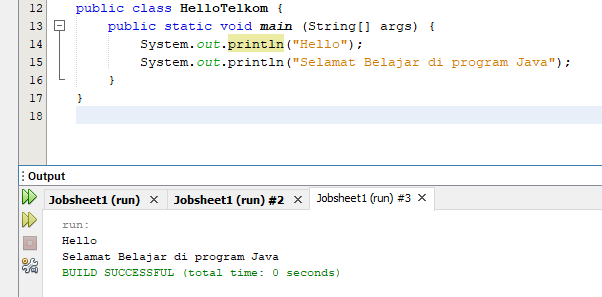 12 public class HelloTelkom {
13 public static void main (String[] args) {
14 System.out.println("Hello");
15 System.out.println("Selamat Belajar di program Java");
16 }
17 }
18
Output
Jobsheet1 (run) × Jobsheet1 (run) #2 × Jobsheet1 (run) #3 ×
run:
Hello
Selamat Belajar di program Java
BUILD SUCCESSFUL (total time: 0 seconds)